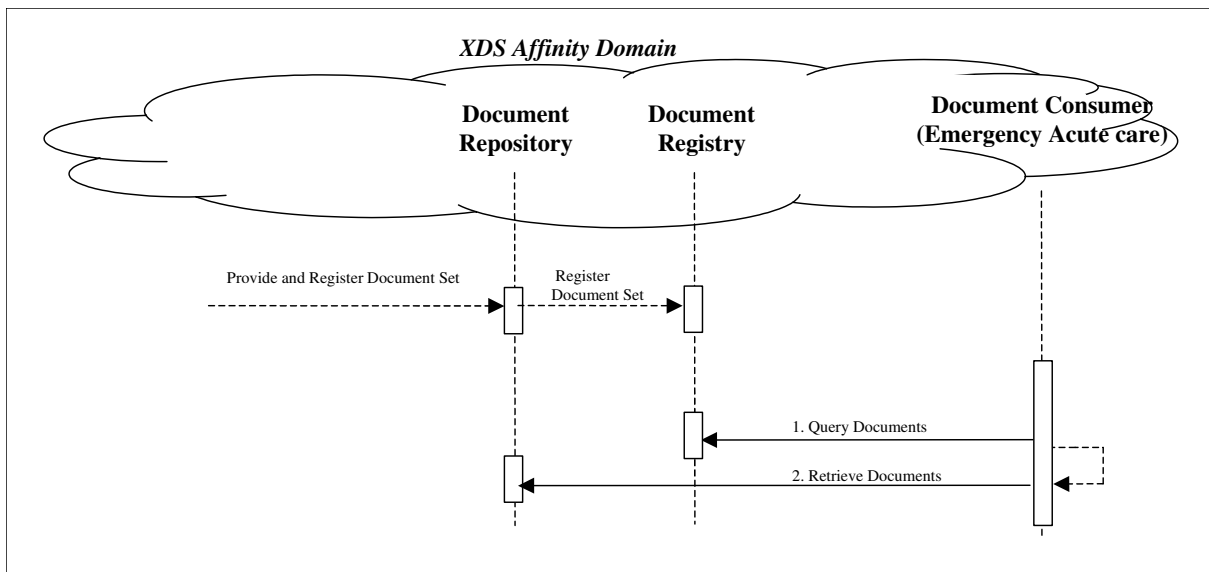 XDS Affinity Domain
Document
Repository
Document
Registry
Document Consumer
(Emergency Acute care)
Provide and Register Document Set
Register
Document Set
1. Query Documents
2. Retrieve Documents